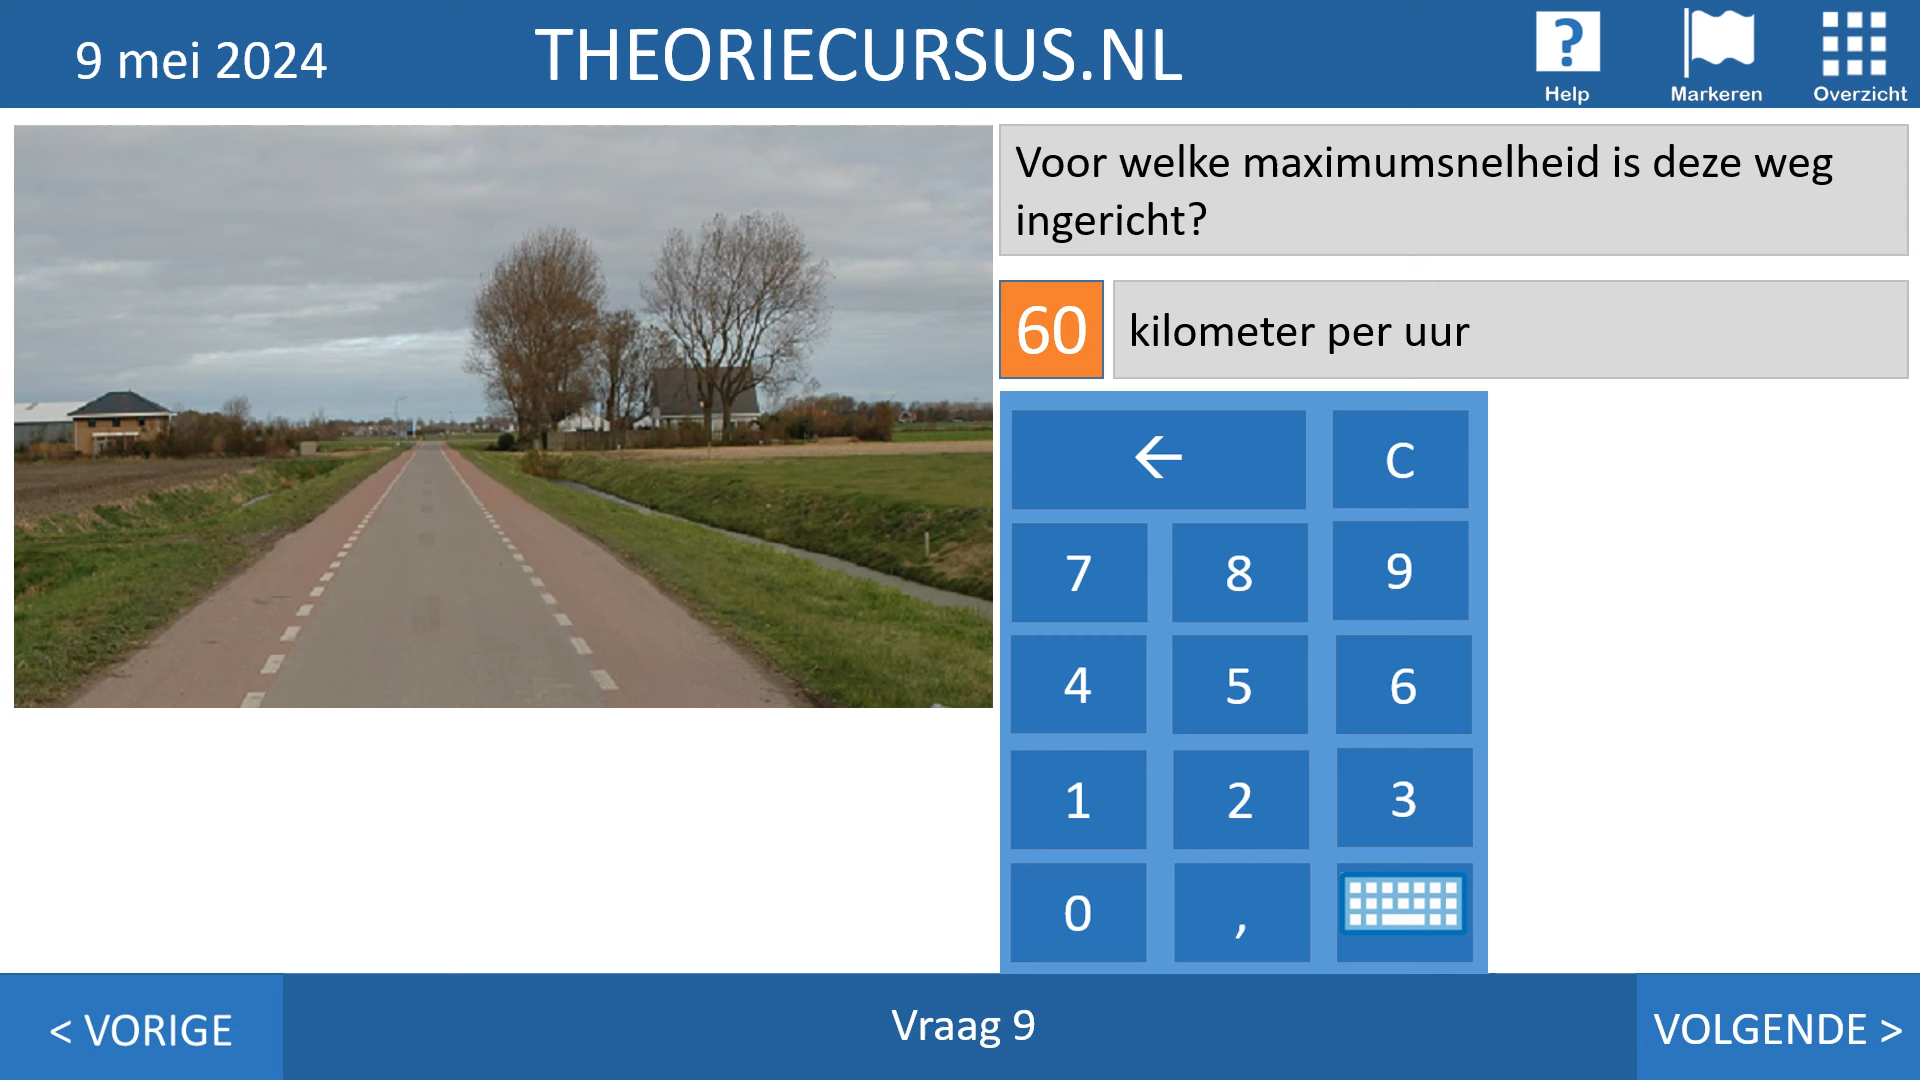 9 mei 2024
THEORIECURSUS.NL
?
Help
Markeren
Overzicht
Voor welke maximumsnelheid is deze weg
ingericht?
60
kilometer per uur
← C
7 8 9
4 5 6
1 2 3
0 ,
< VORIGE
Vraag 9
VOLGENDE >